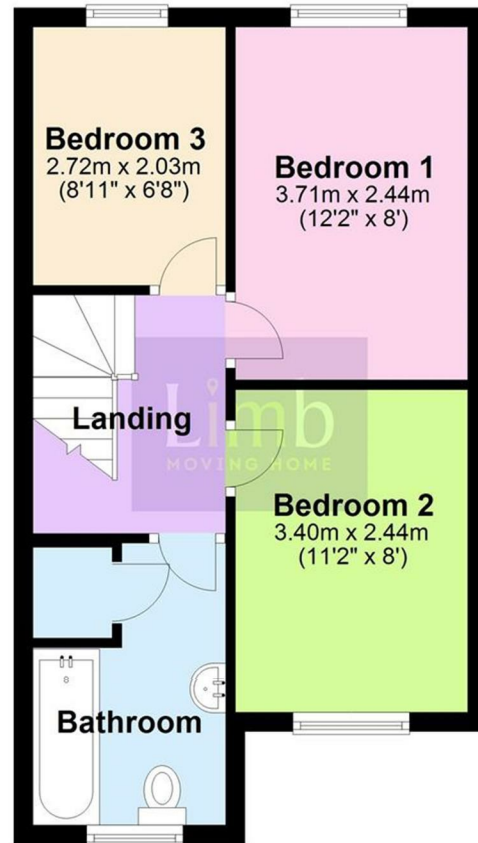 Bedroom 3
2.72m x 2.03m
(8'11" x 6'8")
Bedroom 1
3.71m x 2.44m
(12'2" x 8')
Landing
Limb
MOVING HOME
Bedroom 2
3.40m x 2.44m
(11'2" x 8')
Bathroom